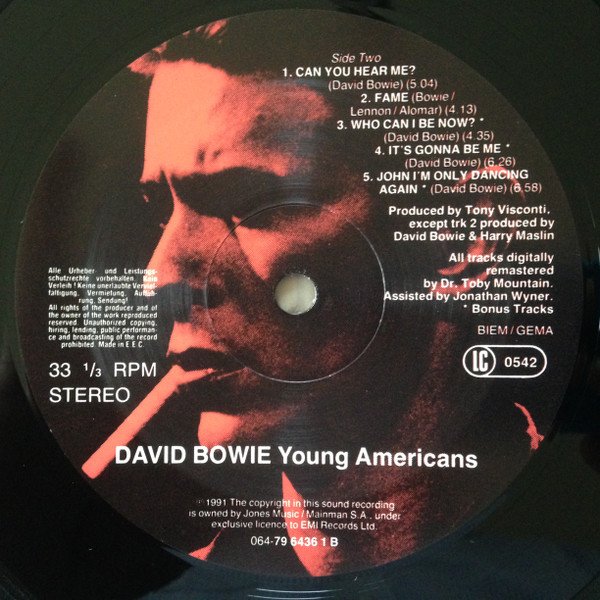 Side Two
1. CAN YOU HEAR ME?
(David Bowie) (5.04)
2. FAME (Bowie /
Lennon / Alomar) (4.13)
3. WHO CAN I BE NOW? *
(David Bowie) (4.35)
4. IT'S GONNA BE ME *
(David Bowie) (6.26)
5. JOHN I'M ONLY DANCING
AGAIN * (David Bowie) (6.58)
Produced by Tony Visconti,
except trk 2 produced by
David Bowie & Harry Maslin
All tracks digitally
remastered
by Dr. Toby Mountain.
Assisted by Jonathan Wyner.
* Bonus Tracks
BIEM / GEMA
LC 0542
Alle Urheber - und Leistungs-
schutzrechte vorbehalten. Kein
Verleih ! Keine unerlaubte Verviel-
fältigung, Vermietung, Auffüh-
rung, Sendung!
All rights of the producer and of
the owner of the work reproduced
reserved. Unauthorized copying,
hiring, lending, public performan-
ce and broadcasting of the record
prohibited. Made in E E C.
33 1/3 RPM
STEREO
DAVID BOWIE Young Americans
℗ 1991 The copyright in this sound recording
is owned by Jones Music / Mainman S.A., under
exclusive licence to EMI Records Ltd.
064-79 6436 1 B